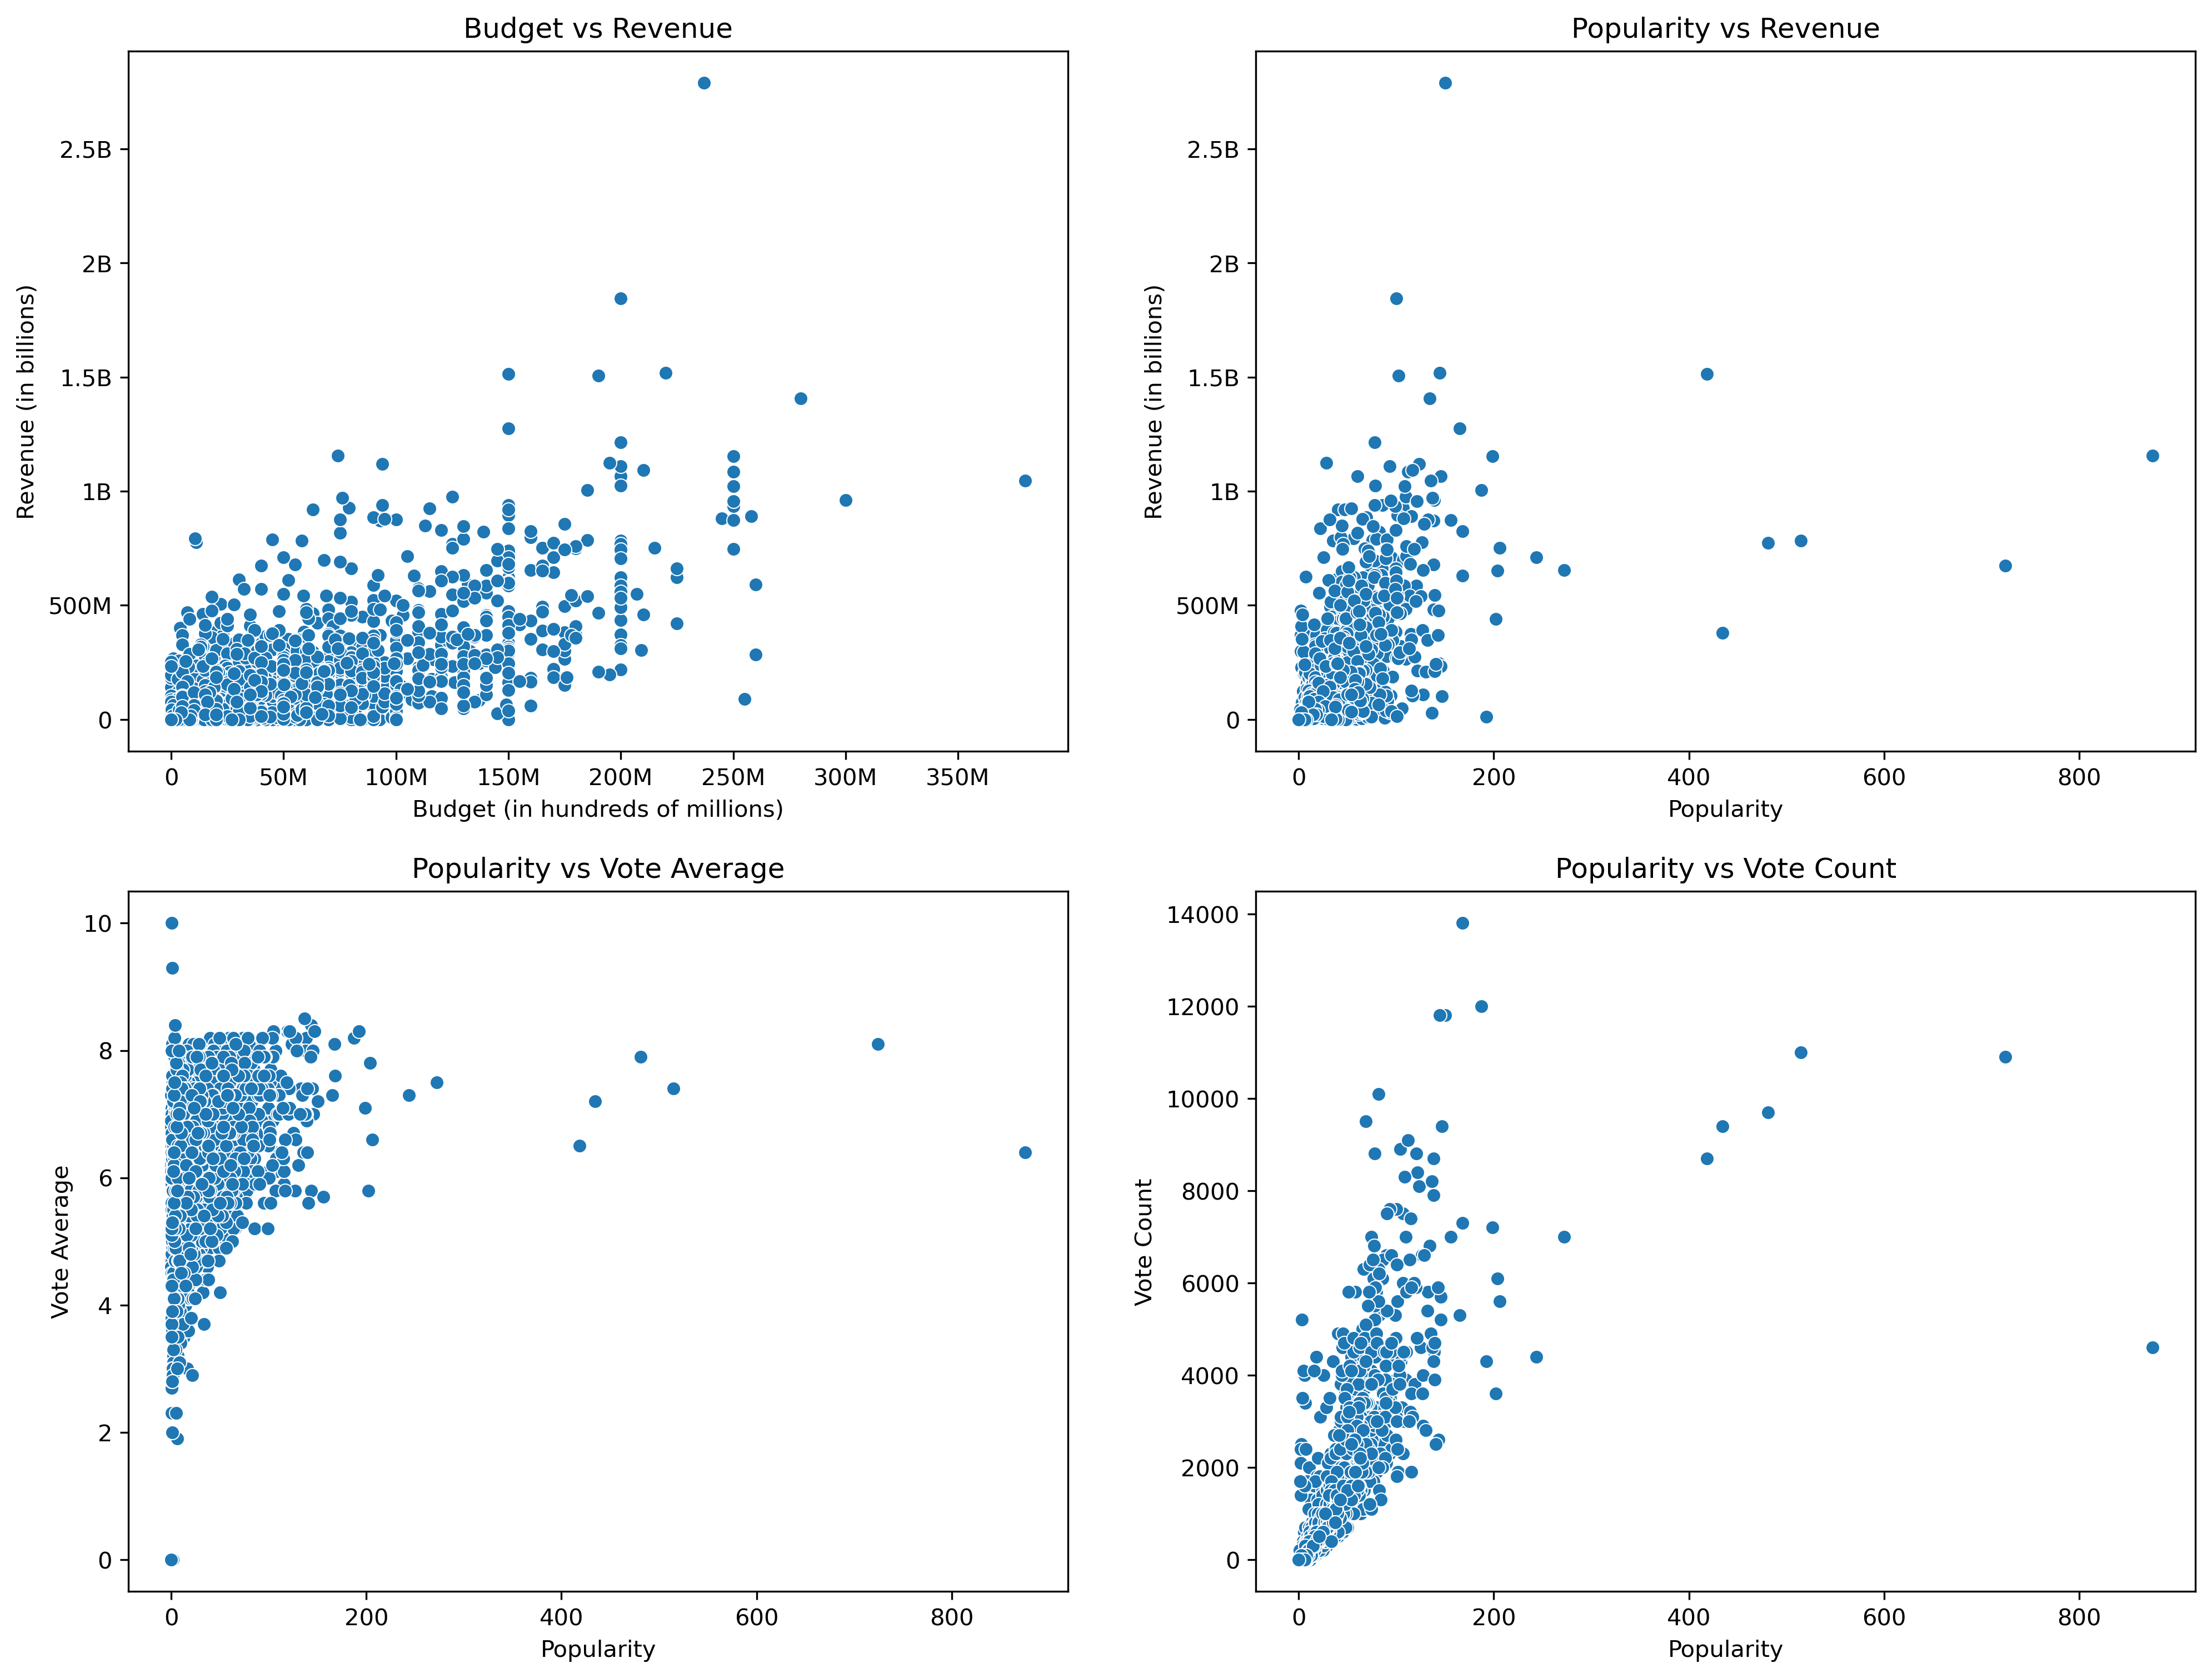 Budget vs Revenue
Revenue (in billions)
2.5B
2B
1.5B
1B
500M
0
0 50M 100M 150M 200M 250M 300M 350M
Budget (in hundreds of millions)
Popularity vs Revenue
Revenue (in billions)
2.5B
2B
1.5B
1B
500M
0
0 200 400 600 800
Popularity
Popularity vs Vote Average
Vote Average
10
8
6
4
2
0
0 200 400 600 800
Popularity
Popularity vs Vote Count
Vote Count
14000
12000
10000
8000
6000
4000
2000
0
0 200 400 600 800
Popularity